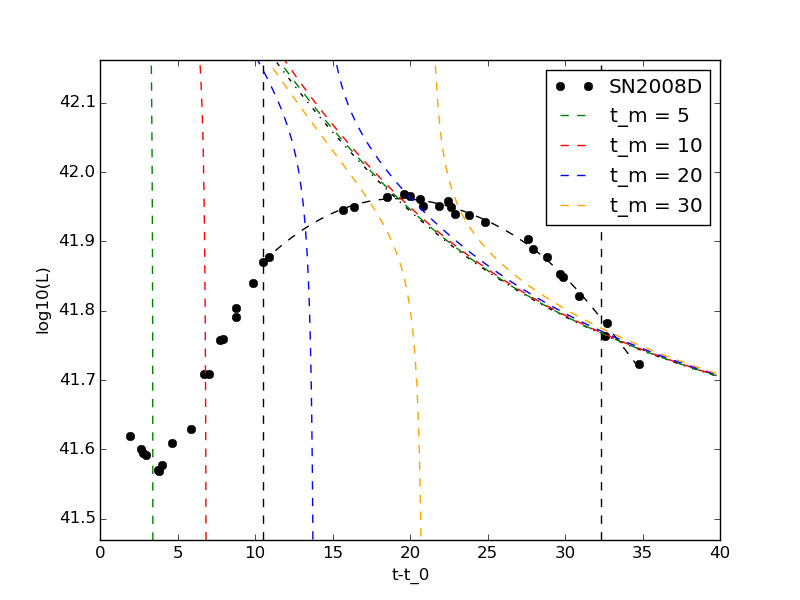 42.1
42.0
41.9
41.8
41.7
41.6
41.5
log10(L)
0 5 10 15 20 25 30 35 40
t-t_0
SN2008D
t_m = 5
t_m = 10
t_m = 20
t_m = 30